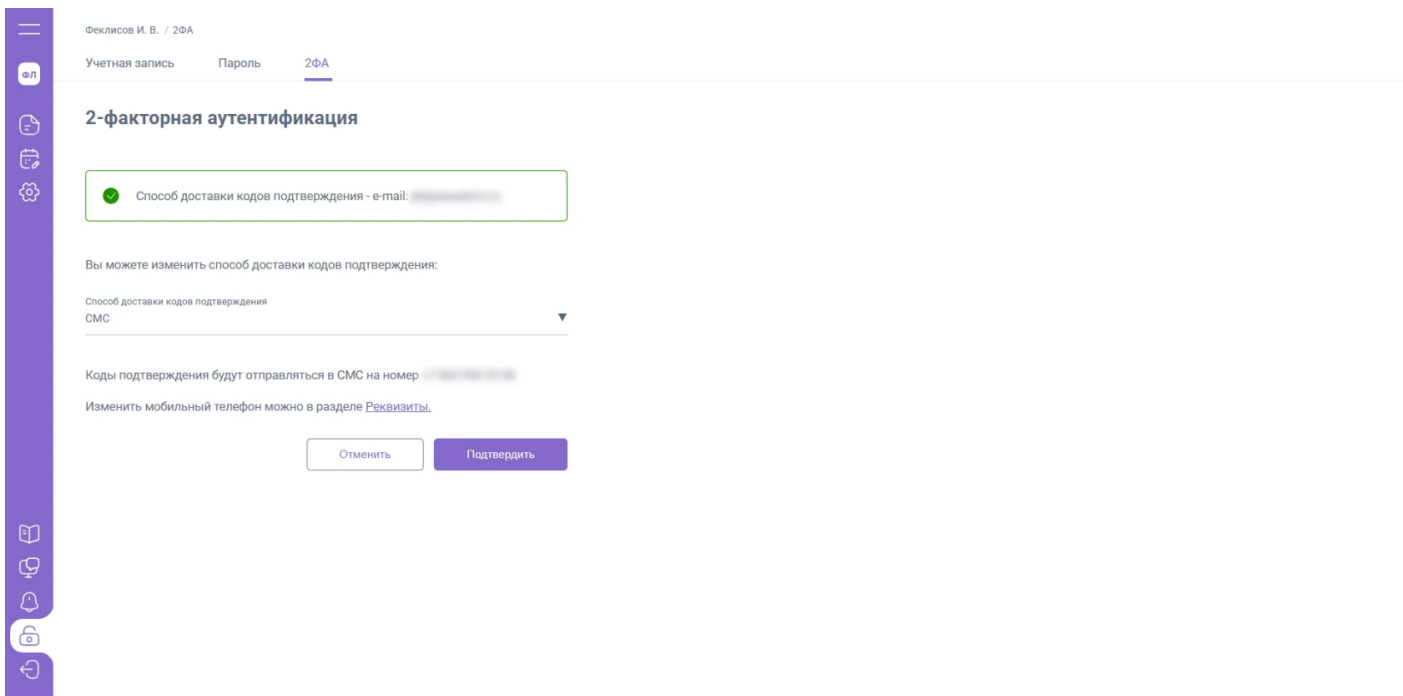 Феклисов И. В. / 2ФА
Учетная запись Пароль 2ФА
ФЛ
2-факторная аутентификация
Способ доставки кодов подтверждения - e-mail:
Вы можете изменить способ доставки кодов подтверждения:
Способ доставки кодов подтверждения
СМС
Коды подтверждения будут отправляться в СМС на номер
Изменить мобильный телефон можно в разделе Реквизиты.
Отменить Подтвердить